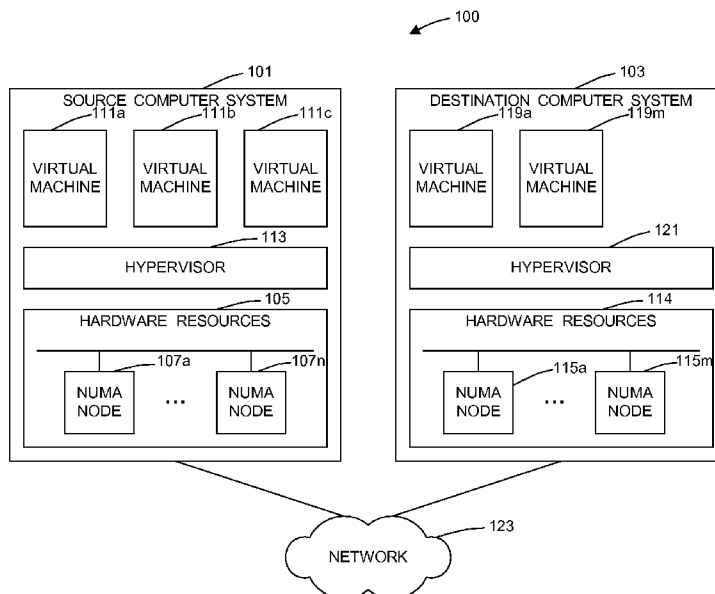 100
101
103
SOURCE COMPUTER SYSTEM
DESTINATION COMPUTER SYSTEM
111a
111b
111c
119a
119m
VIRTUAL
MACHINE
VIRTUAL
MACHINE
VIRTUAL
MACHINE
VIRTUAL
MACHINE
VIRTUAL
MACHINE
113
121
HYPERVISOR
HYPERVISOR
105
114
HARDWARE RESOURCES
HARDWARE RESOURCES
107a
107n
115a
115m
NUMA
NODE
...
NUMA
NODE
NUMA
NODE
...
NUMA
NODE
123
NETWORK